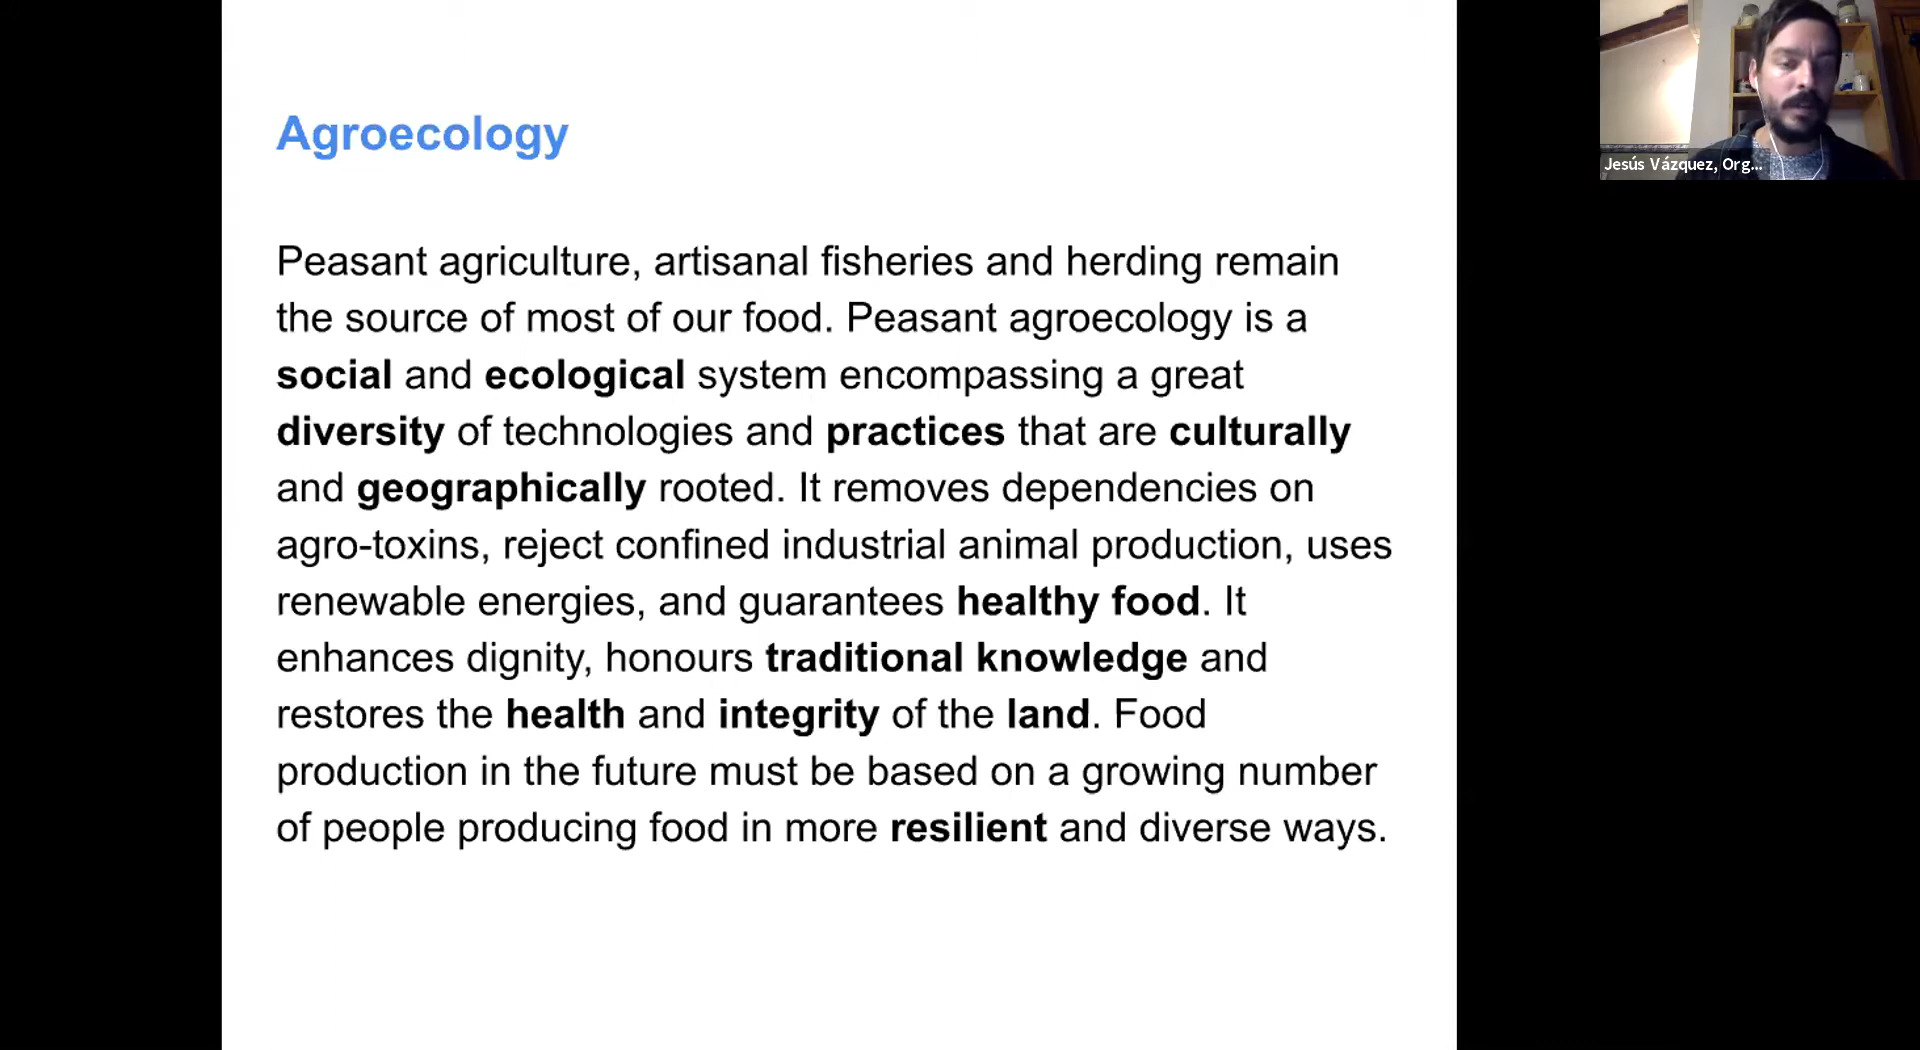 Agroecology
Peasant agriculture, artisanal fisheries and herding remain
the source of most of our food. Peasant agroecology is a
social and ecological system encompassing a great
diversity of technologies and practices that are culturally
and geographically rooted. It removes dependencies on
agro-toxins, reject confined industrial animal production, uses
renewable energies, and guarantees healthy food. It
enhances dignity, honours traditional knowledge and
restores the health and integrity of the land. Food
production in the future must be based on a growing number
of people producing food in more resilient and diverse ways.
Jesús Vázquez, Org...